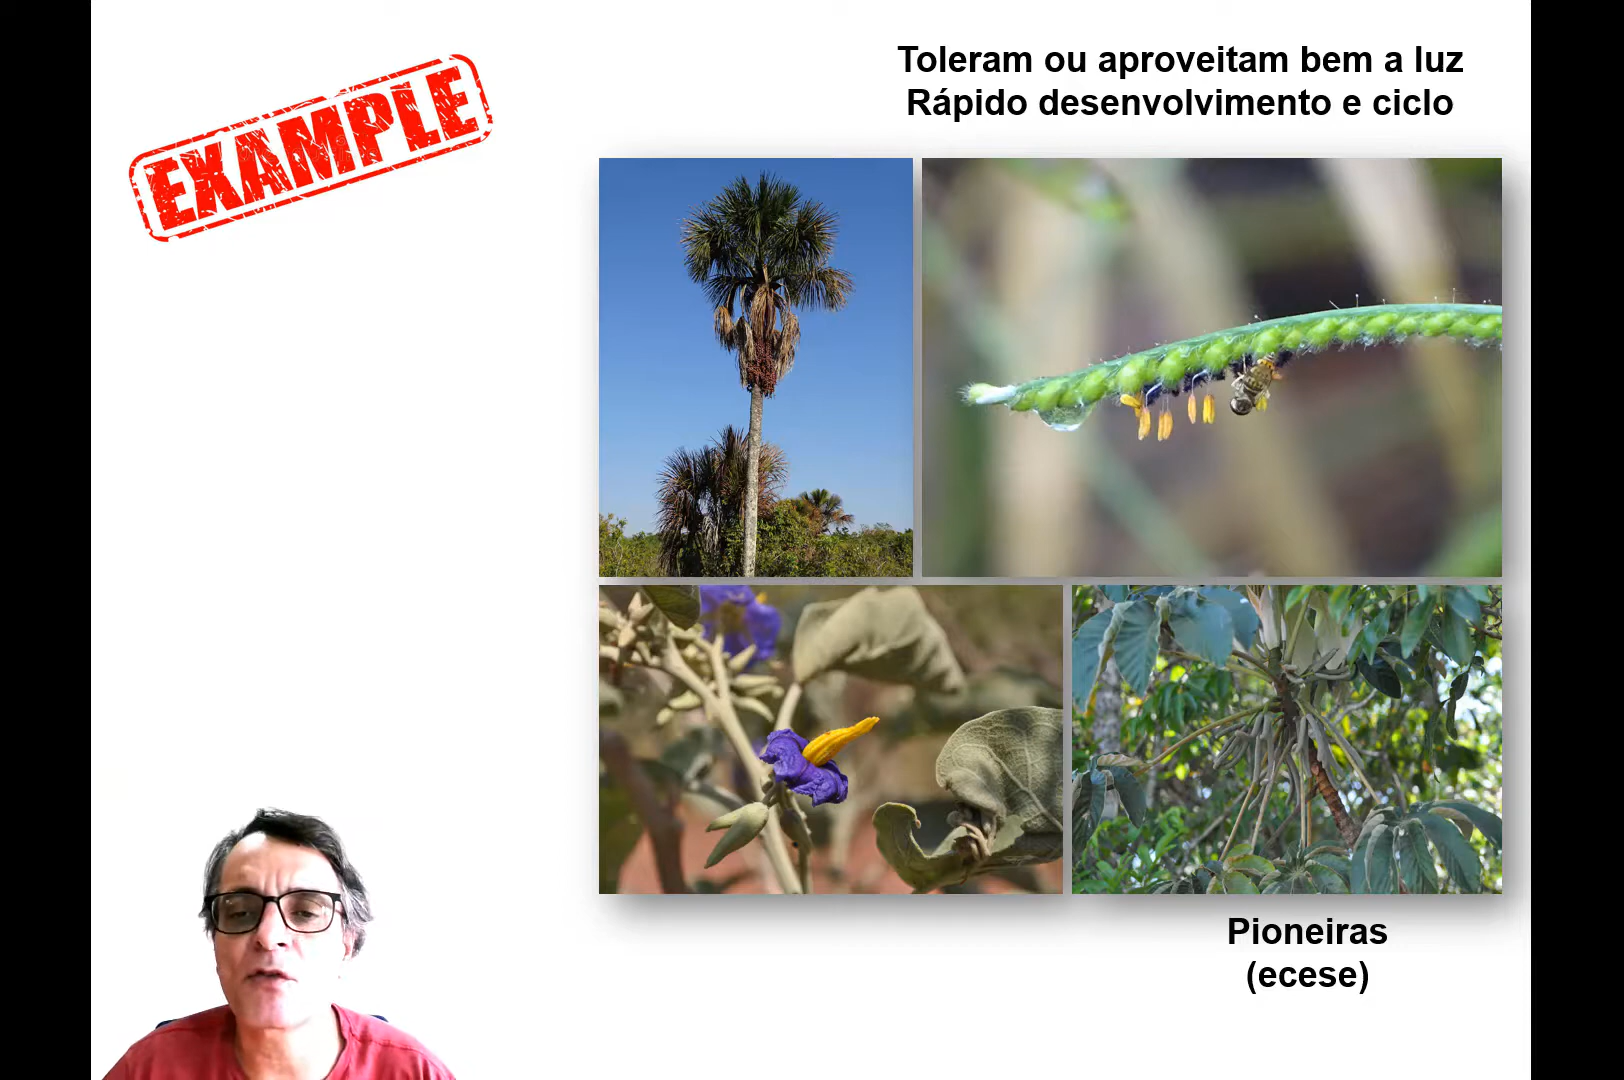 EXAMPLE
Toleram ou aproveitam bem a luz
Rápido desenvolvimento e ciclo
Pioneiras
(ecese)